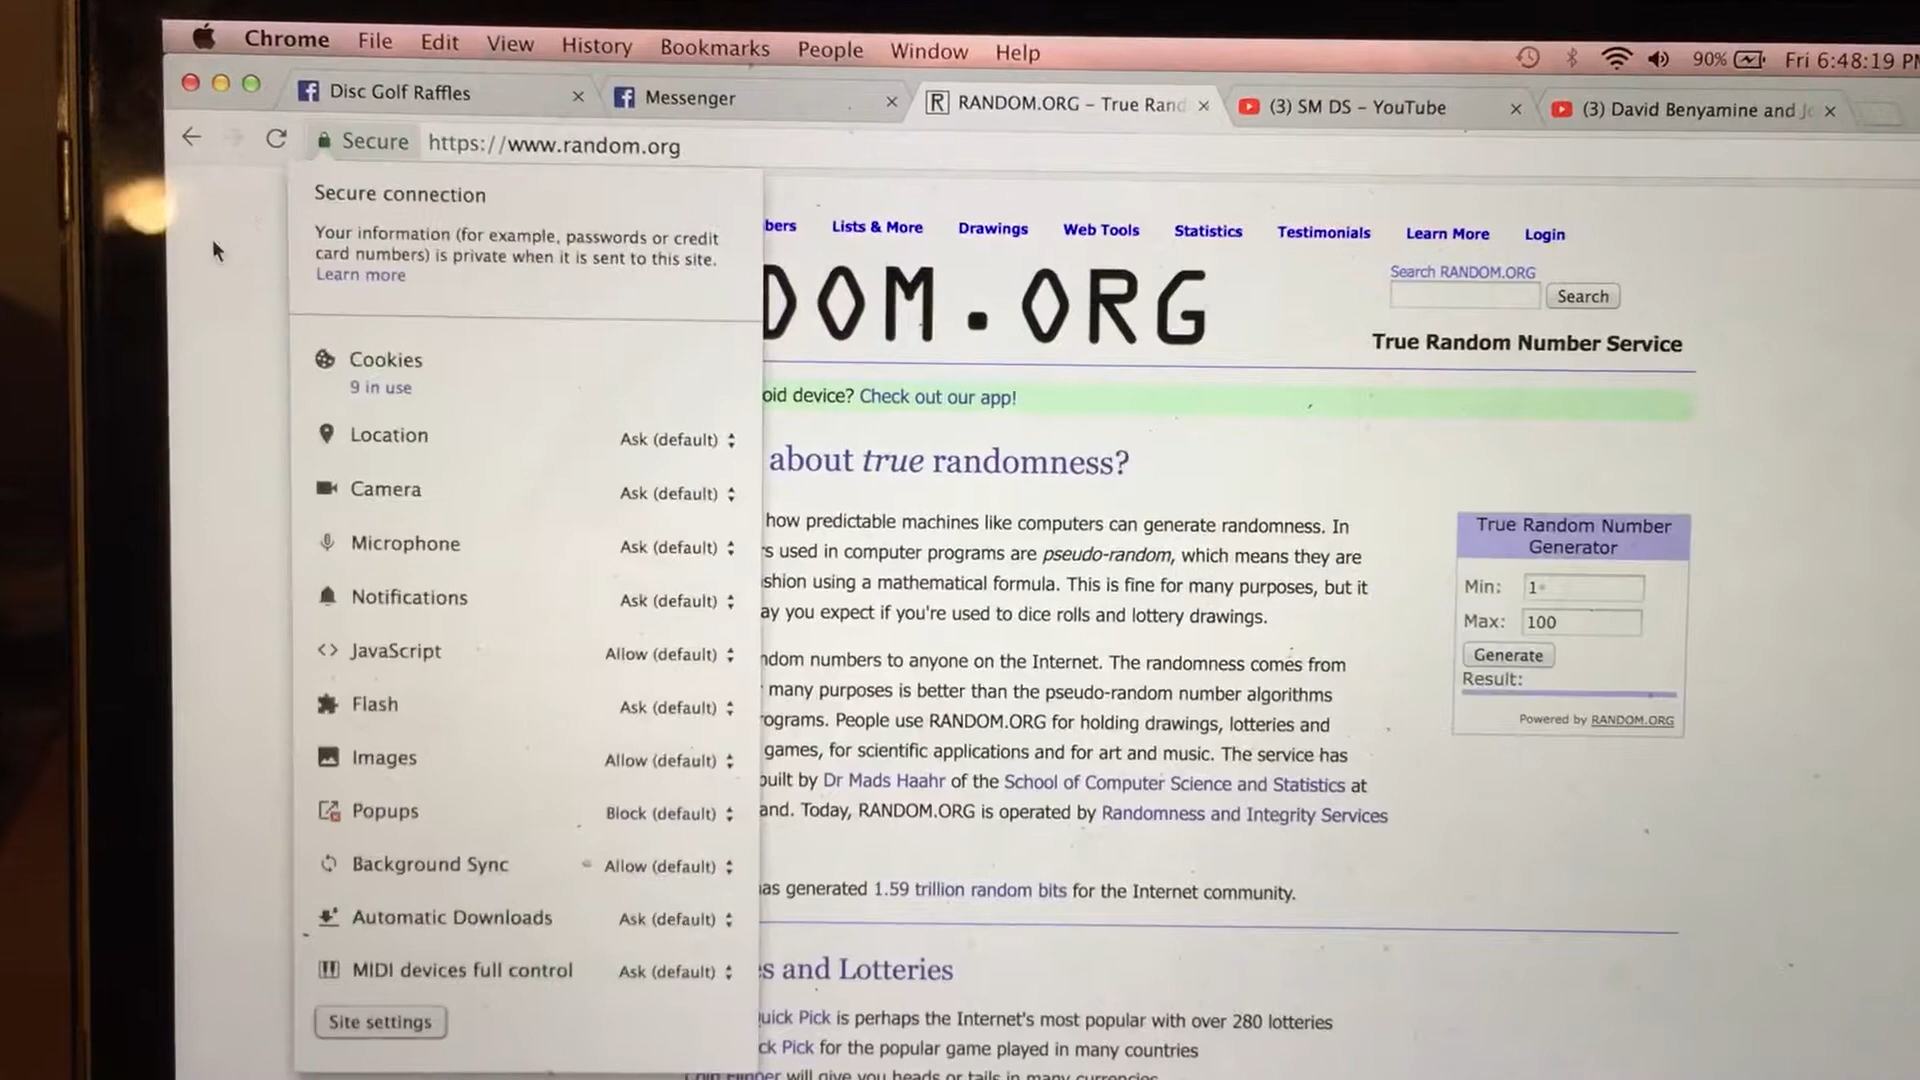 Chrome File Edit View History Bookmarks People Window Help 90% Fri 6:48:19
Disc Golf Raffles Messenger RANDOM.ORG – True Rand (3) SM DS – YouTube (3) David Benyamine and
Secure https://www.random.org
Secure connection
Your information (for example, passwords or credit
card numbers) is private when it is sent to this site.
Learn more
Cookies
9 in use
Location Ask (default)
Camera Ask (default)
Microphone Ask (default)
Notifications Ask (default)
JavaScript Allow (default)
Flash Ask (default)
Images Allow (default)
Popups Block (default)
Background Sync Allow (default)
Automatic Downloads Ask (default)
MIDI devices full control Ask (default)
Site settings
bers Lists & More Drawings Web Tools Statistics Testimonials Learn More Login
DOM.ORG
Search RANDOM.ORG
Search
True Random Number Service
oid device? Check out our app!
about true randomness?
how predictable machines like computers can generate randomness. In
rs used in computer programs are pseudo-random, which means they are
shion using a mathematical formula. This is fine for many purposes, but it
ay you expect if you're used to dice rolls and lottery drawings.
ndom numbers to anyone on the Internet. The randomness comes from
many purposes is better than the pseudo-random number algorithms
ograms. People use RANDOM.ORG for holding drawings, lotteries and
games, for scientific applications and for art and music. The service has
built by Dr Mads Haahr of the School of Computer Science and Statistics at
and. Today, RANDOM.ORG is operated by Randomness and Integrity Services
as generated 1.59 trillion random bits for the Internet community.
s and Lotteries
uick Pick is perhaps the Internet's most popular with over 280 lotteries
ck Pick for the popular game played in many countries
will give you heads or tails in many currencies
True Random Number
Generator
Min: 1
Max: 100
Generate
Result:
Powered by RANDOM.ORG